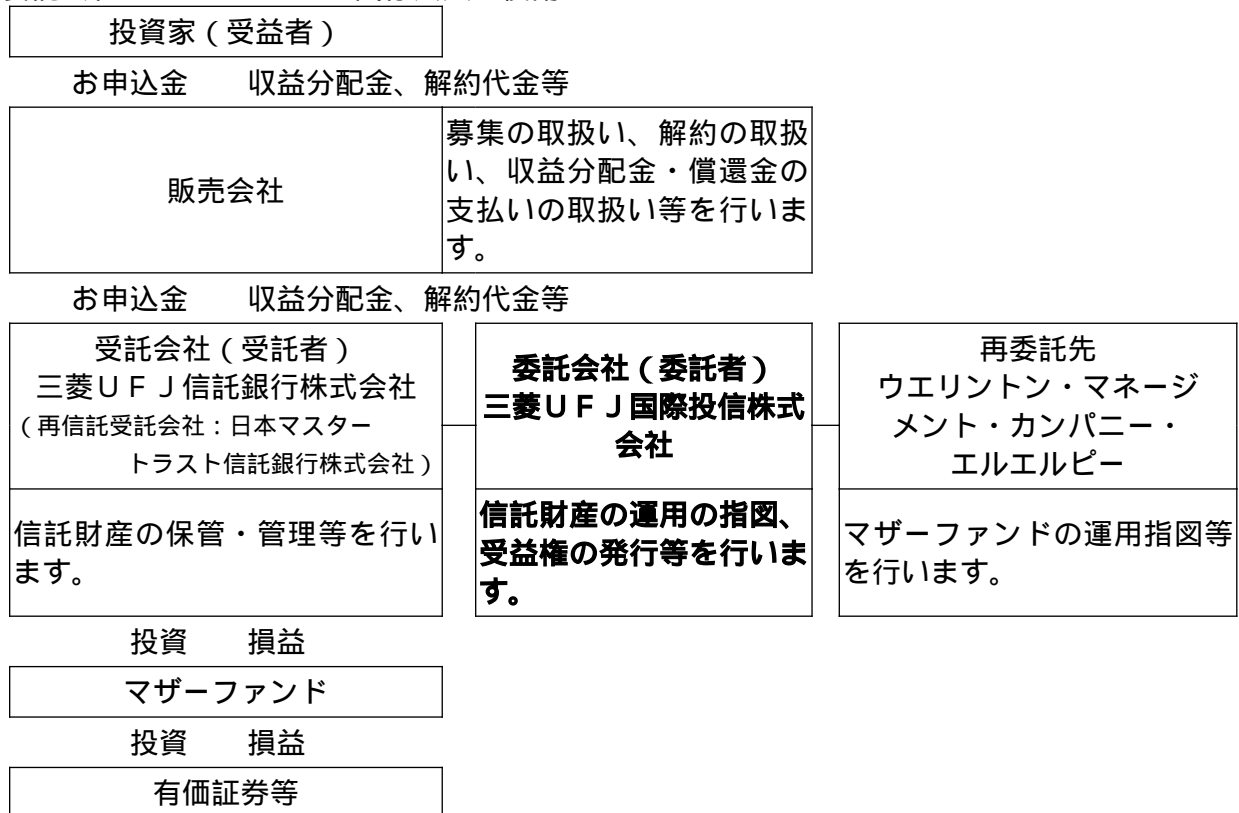 投資家（受益者）
お申込金　収益分配金、解約代金等
販売会社
募集の取扱い、解約の取扱
い、収益分配金・償還金の
支払いの取扱い等を行いま
す。
お申込金　収益分配金、解約代金等
受託会社（受託者）
三菱ＵＦＪ信託銀行株式会社
（再信託受託会社：日本マスター
トラスト信託銀行株式会社）
委託会社（委託者）
三菱ＵＦＪ国際投信株式
会社
再委託先
ウエリントン・マネージ
メント・カンパニー・
エルエルピー
信託財産の保管・管理等を行い
ます。
信託財産の運用の指図、
受益権の発行等を行いま
す。
マザーファンドの運用指図等
を行います。
投資　損益
マザーファンド
投資　損益
有価証券等